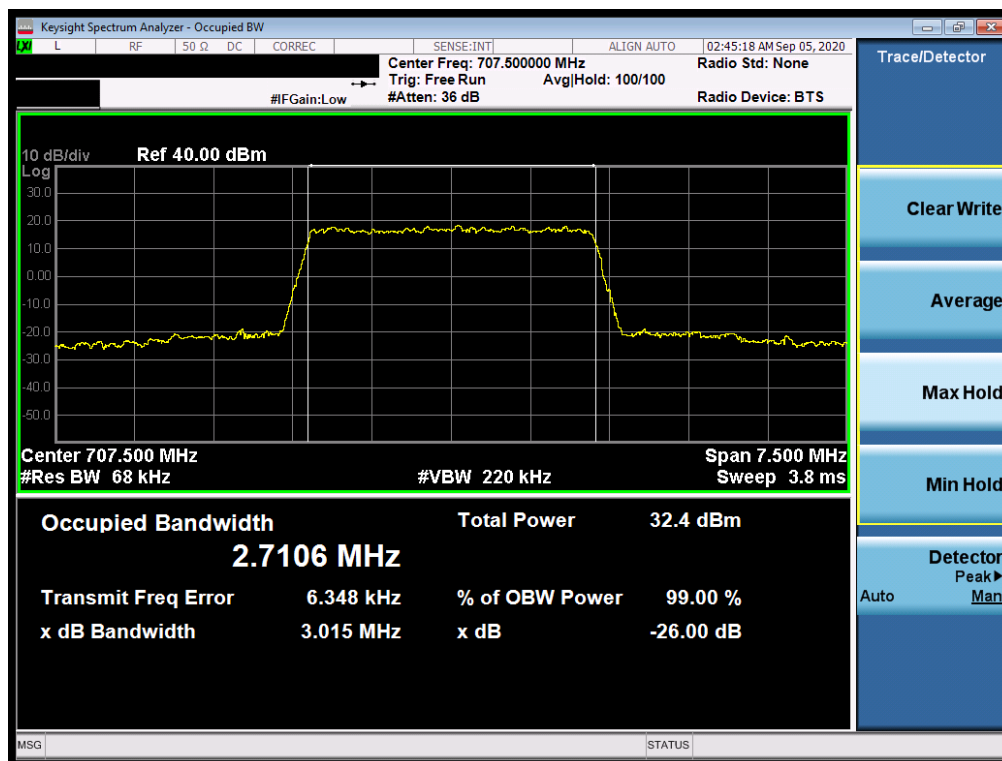 Keysight Spectrum Analyzer - Occupied BW
LXI L RF 50 Ω DC CORREC SENSE:INT ALIGN AUTO 02:45:18 AM Sep 05, 2020
Center Freq: 707.500000 MHz Radio Std: None
Trig: Free Run Avg|Hold: 100/100
#IFGain:Low #Atten: 36 dB Radio Device: BTS
10 dB/div Ref 40.00 dBm
Log
30.0
20.0
10.0
0.00
-10.0
-20.0
-30.0
-40.0
-50.0
Center 707.500 MHz Span 7.500 MHz
#Res BW 68 kHz #VBW 220 kHz Sweep 3.8 ms
Occupied Bandwidth Total Power 32.4 dBm
2.7106 MHz
Transmit Freq Error 6.348 kHz % of OBW Power 99.00 %
x dB Bandwidth 3.015 MHz x dB -26.00 dB
MSG STATUS
Trace/Detector
Clear Write
Average
Max Hold
Min Hold
Detector
Peak▶
Auto Man